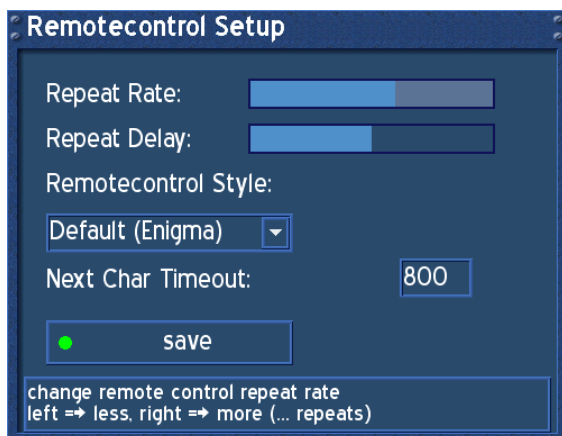 Remotecontrol Setup
Repeat Rate:
Repeat Delay:
Remotecontrol Style:
Default (Enigma)
Next Char Timeout: 800
save
change remote control repeat rate
left => less, right => more (... repeats)